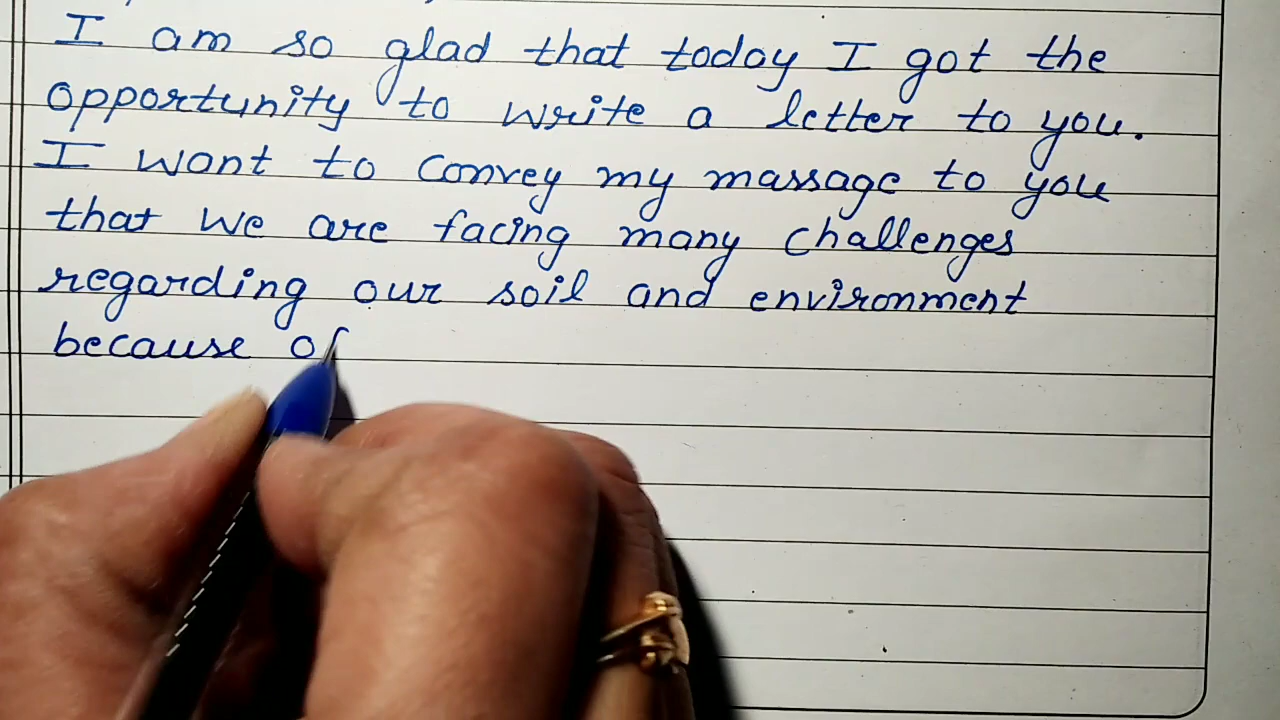 I am so glad that today I got the
opportunity to write a letter to you.
I want to convey my massage to you
that we are facing many challenges
regarding our soil and environment
because of